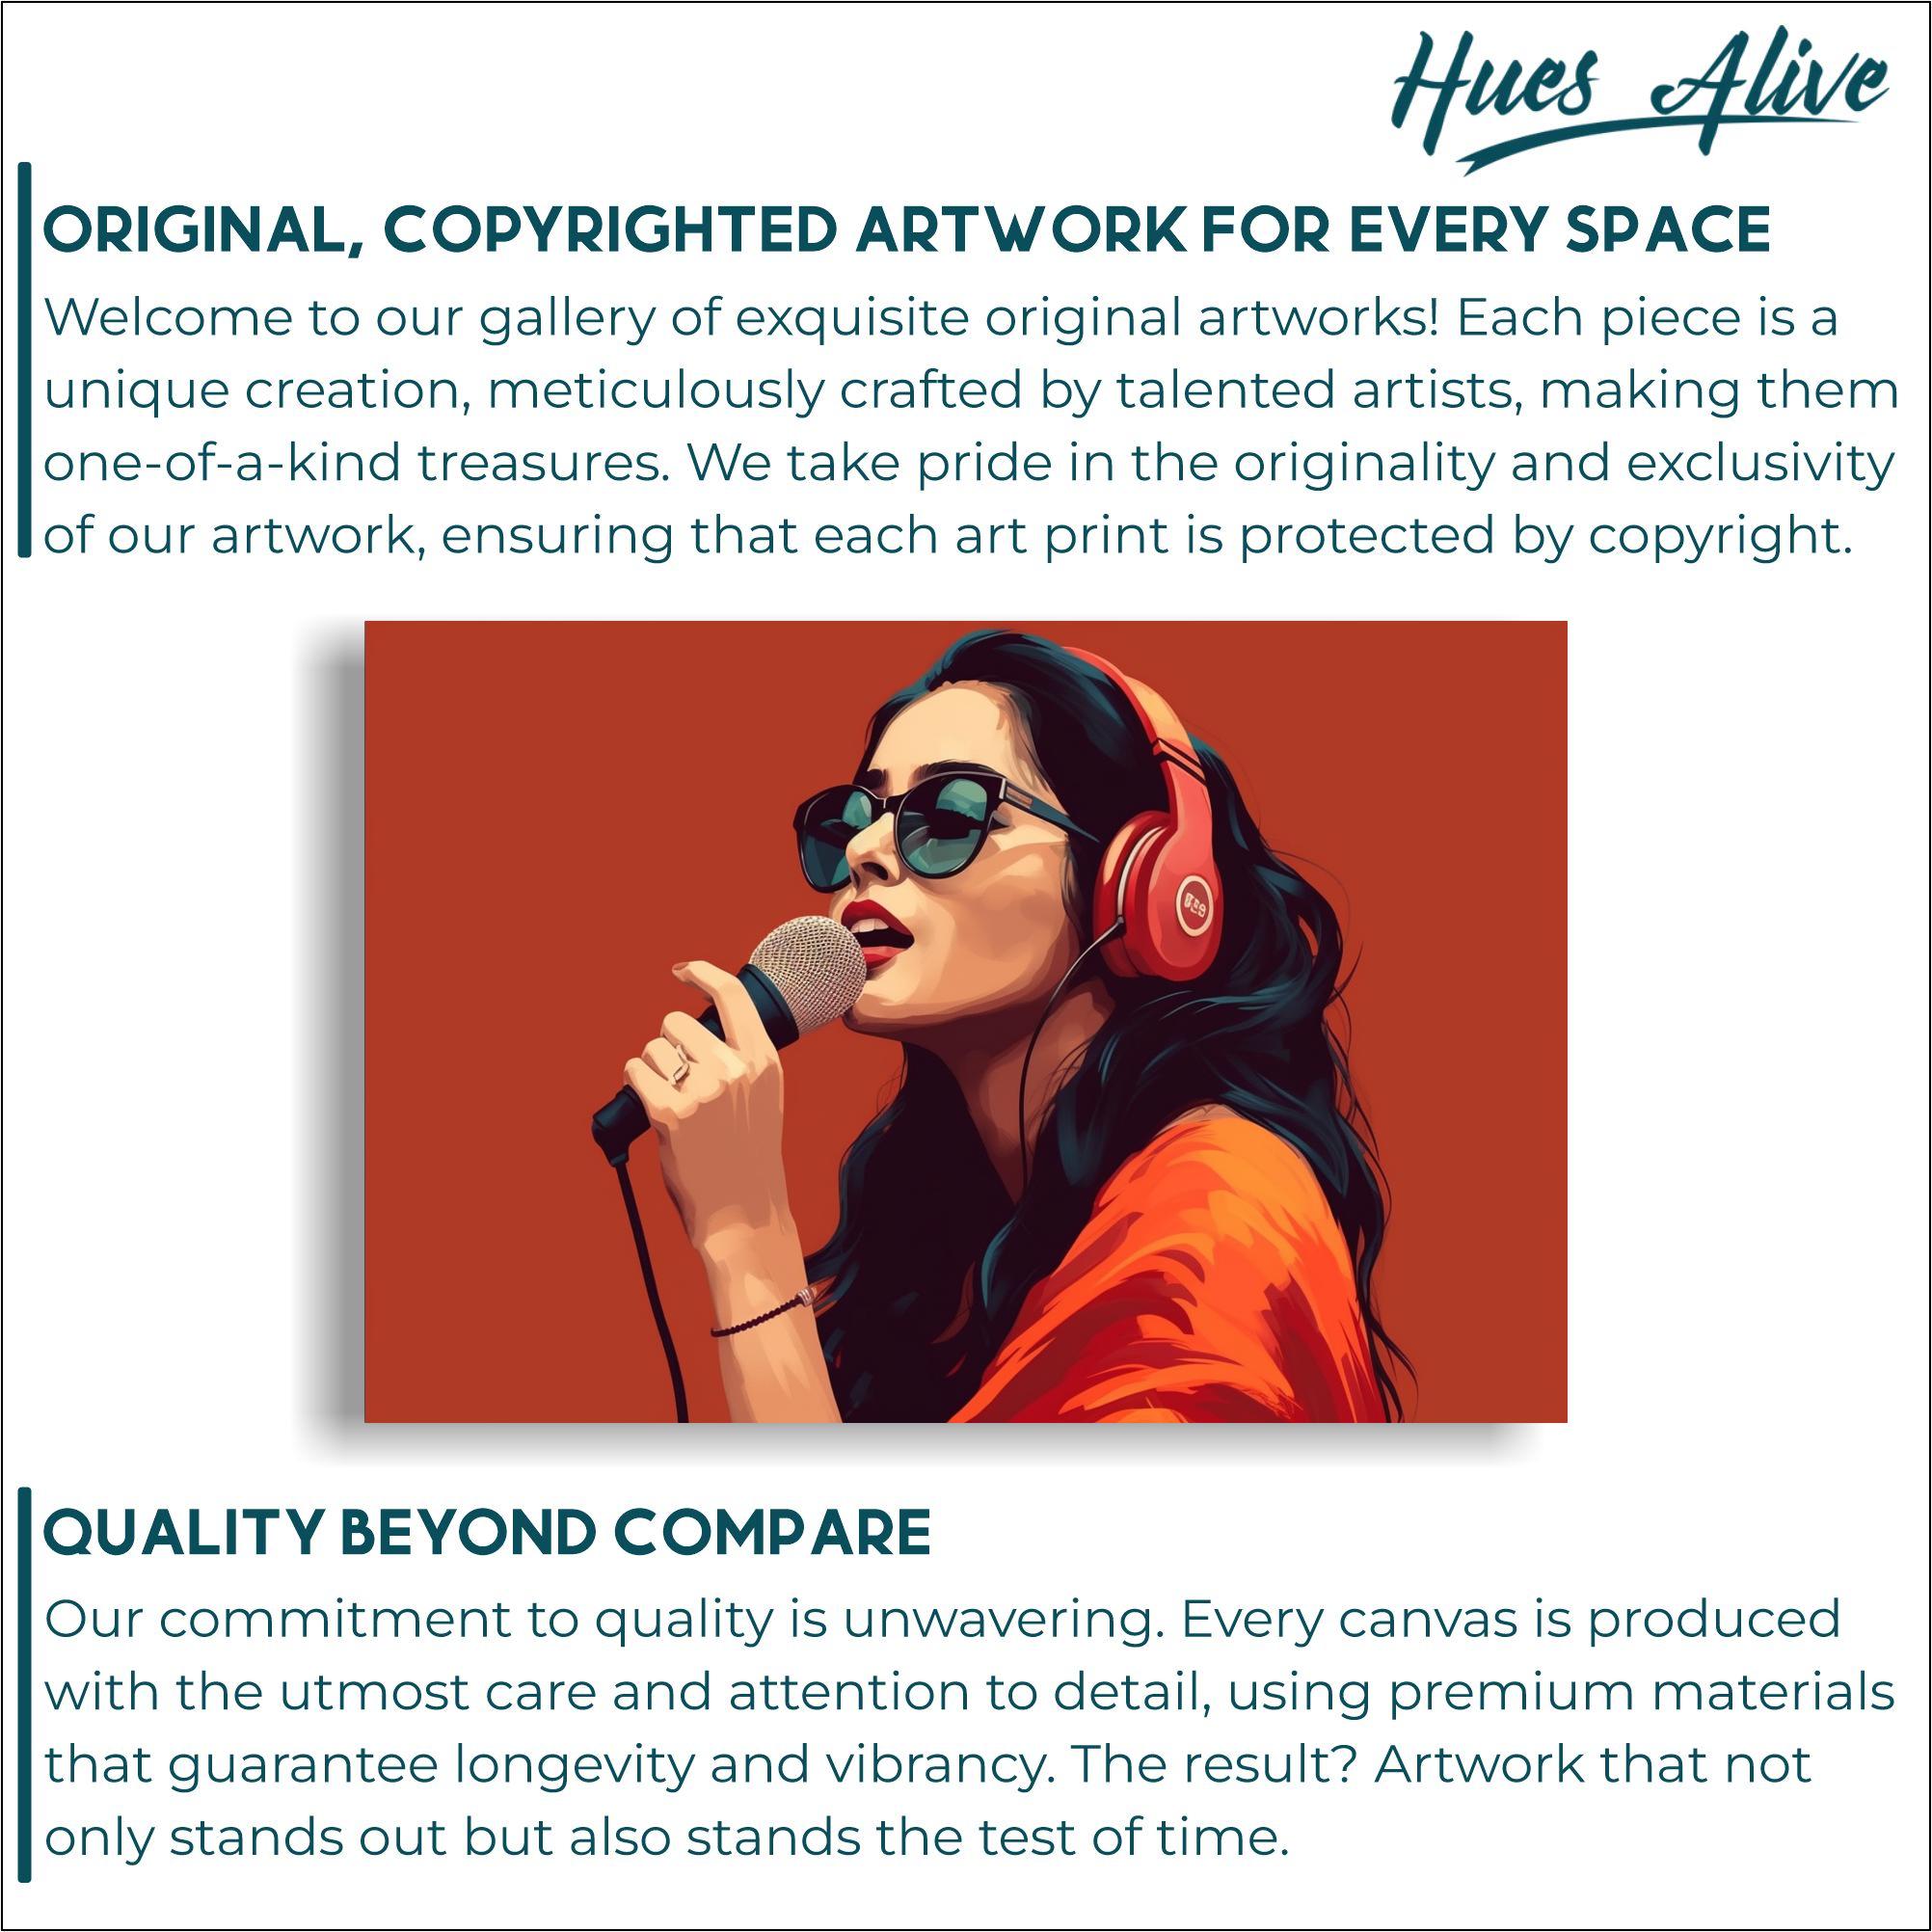 Hues Alive
ORIGINAL, COPYRIGHTED ARTWORK FOR EVERY SPACE
Welcome to our gallery of exquisite original artworks! Each piece is a
unique creation, meticulously crafted by talented artists, making them
one-of-a-kind treasures. We take pride in the originality and exclusivity
of our artwork, ensuring that each art print is protected by copyright.
QUALITY BEYOND COMPARE
Our commitment to quality is unwavering. Every canvas is produced
with the utmost care and attention to detail, using premium materials
that guarantee longevity and vibrancy. The result? Artwork that not
only stands out but also stands the test of time.